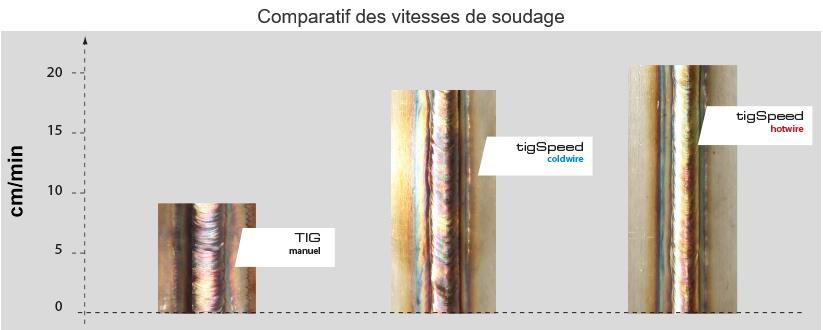 Comparatif des vitesses de soudage
cm/min
20
15
10
5
0
TIG
manuel
tigSpeed
coldwire
tigSpeed
hotwire